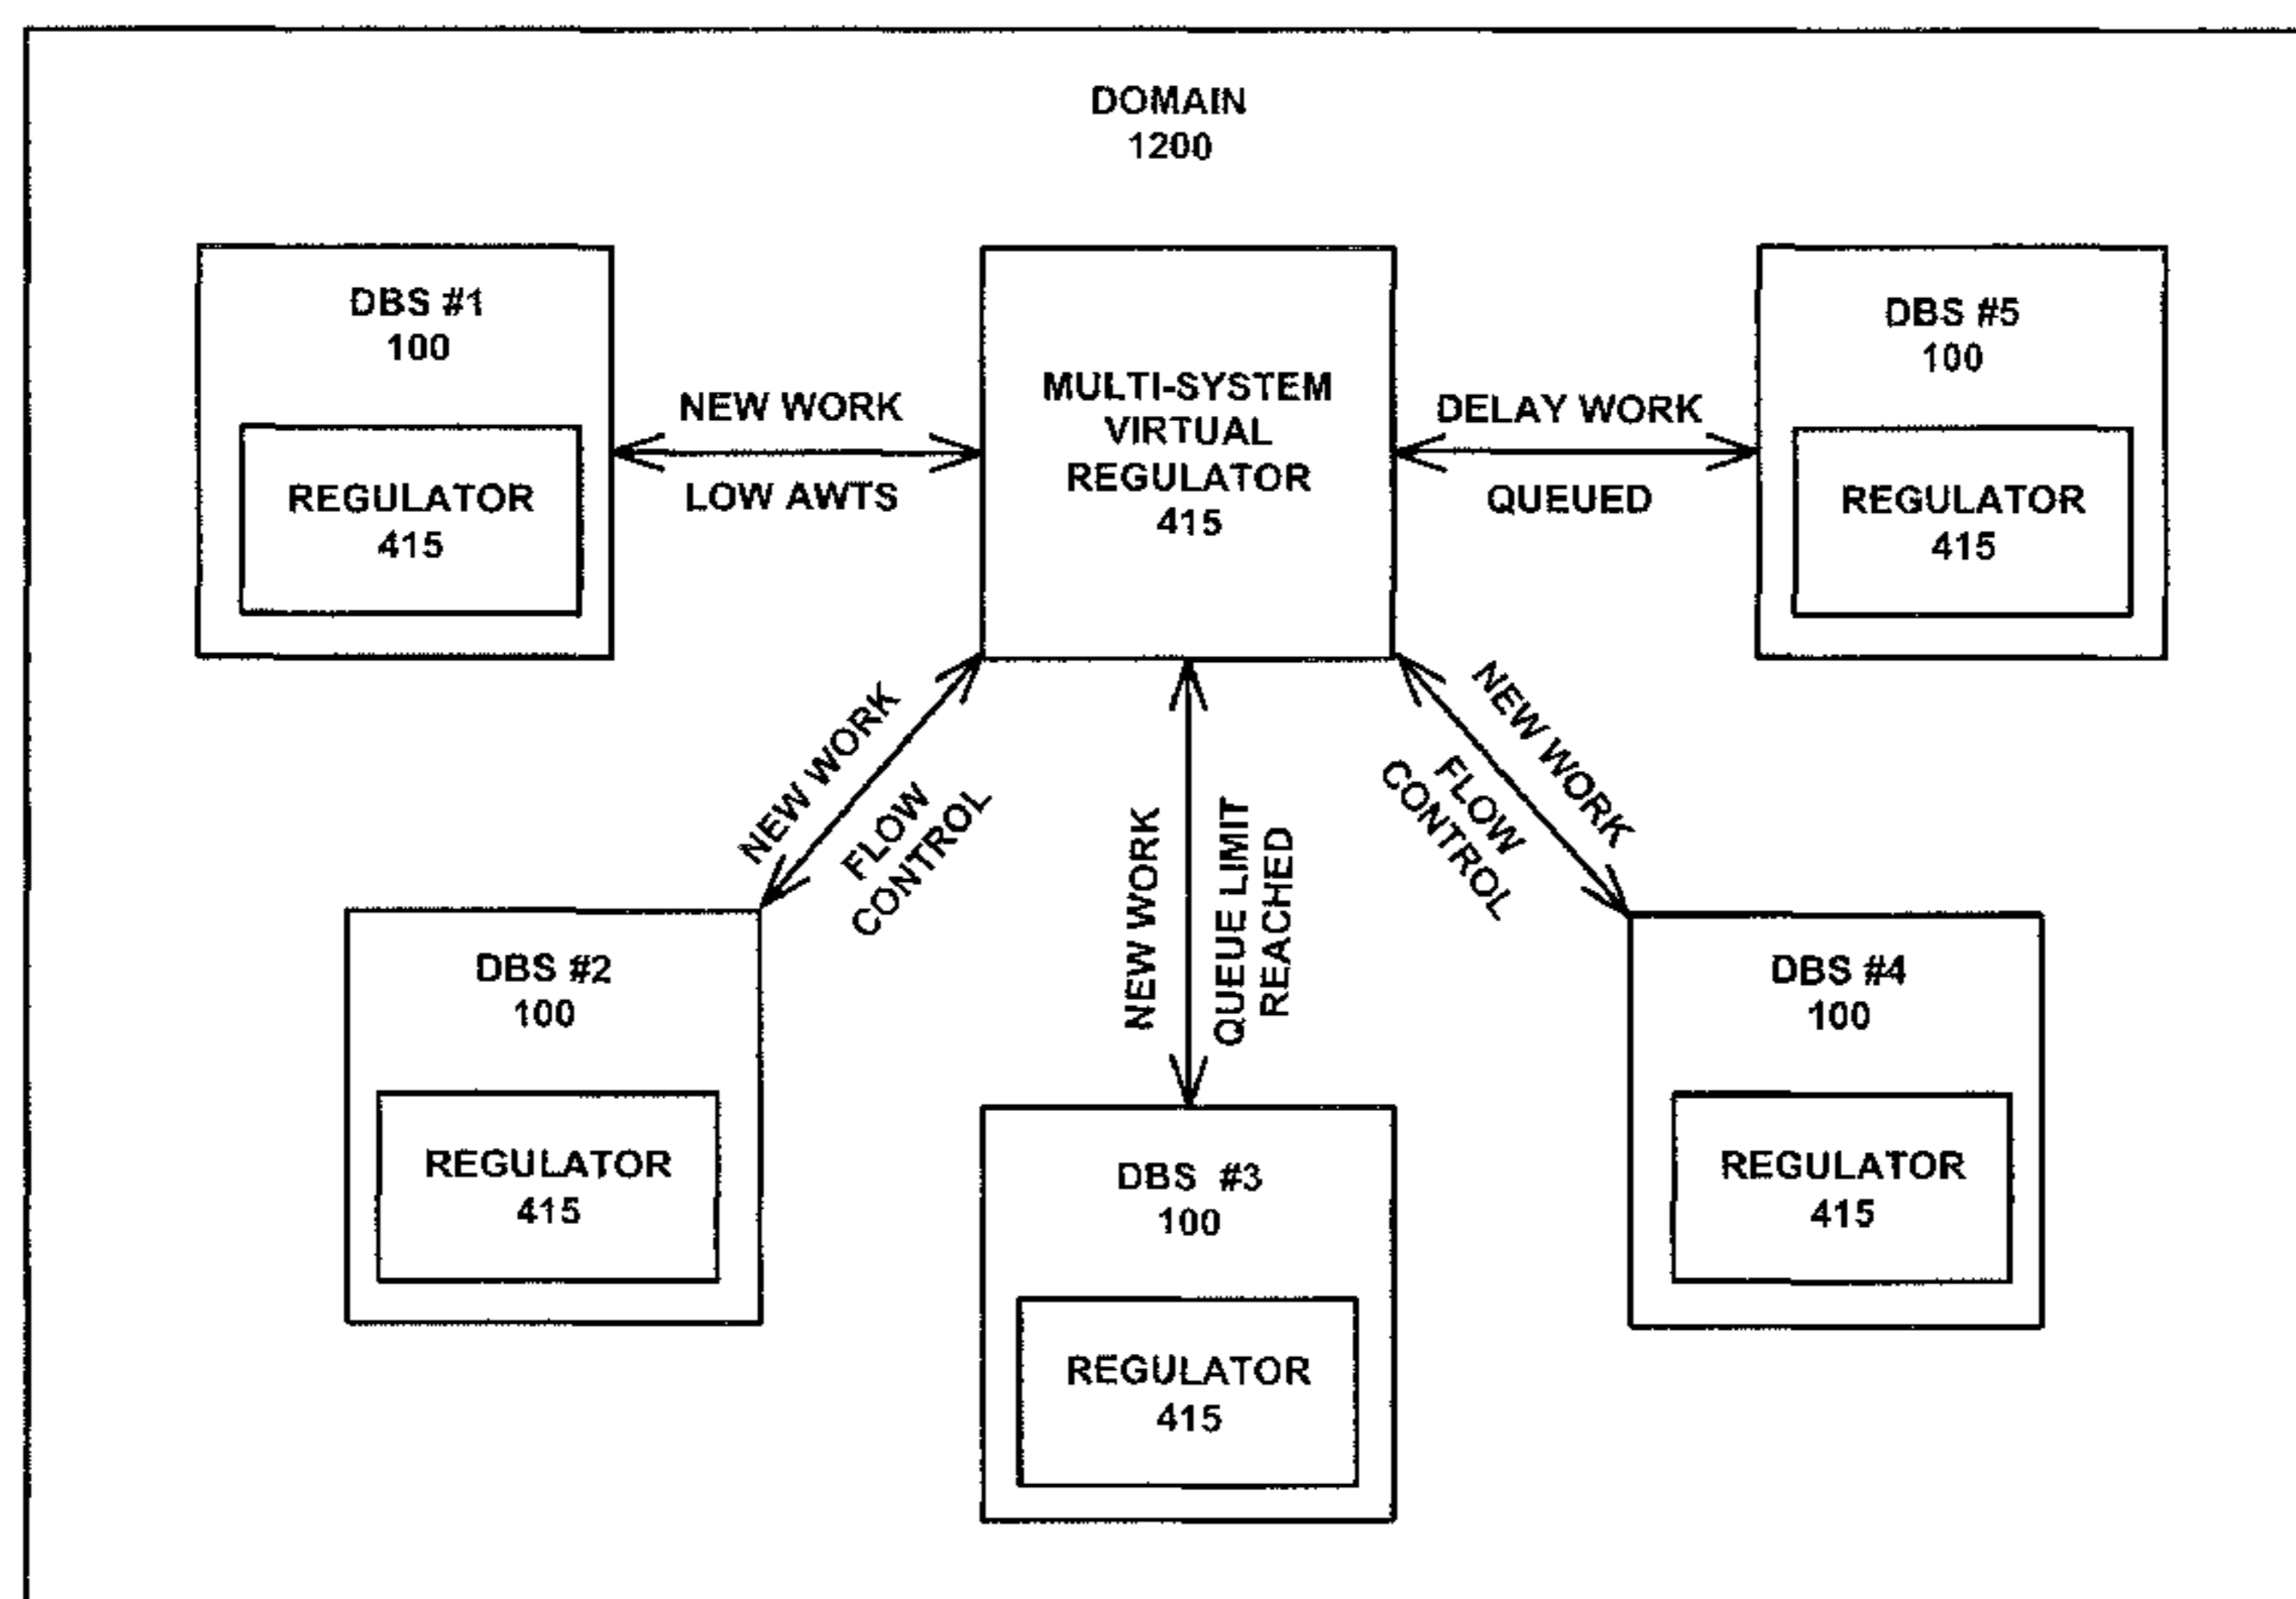 DOMAIN
1200
DBS #1
100
REGULATOR
415
NEW WORK
LOW AWTS
MULTI-SYSTEM
VIRTUAL
REGULATOR
415
DELAY WORK
QUEUED
DBS #5
100
REGULATOR
415
NEW WORK
FLOW
CONTROL
NEW WORK
QUEUE LIMIT
REACHED
NEW WORK
FLOW
CONTROL
DBS #2
100
REGULATOR
415
DBS #3
100
REGULATOR
415
DBS #4
100
REGULATOR
415